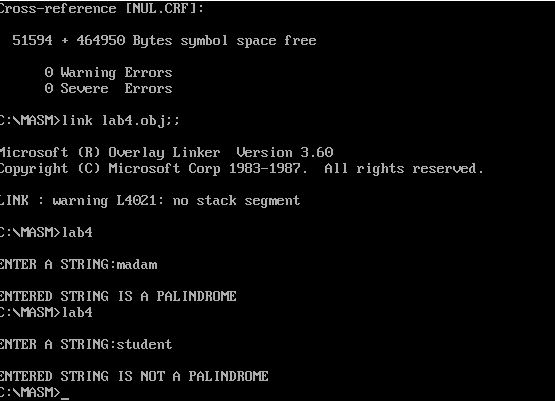 Cross-reference [NUL.CRF]:
51594 + 464950 Bytes symbol space free
0 Warning Errors
0 Severe  Errors
C:\MASM>link lab4.obj;;
Microsoft (R) Overlay Linker  Version 3.60
Copyright (C) Microsoft Corp 1983-1987.  All rights reserved.
LINK : warning L4021: no stack segment
C:\MASM>lab4
ENTER A STRING:madam
ENTERED STRING IS A PALINDROME
C:\MASM>lab4
ENTER A STRING:student
ENTERED STRING IS NOT A PALINDROME
C:\MASM>_